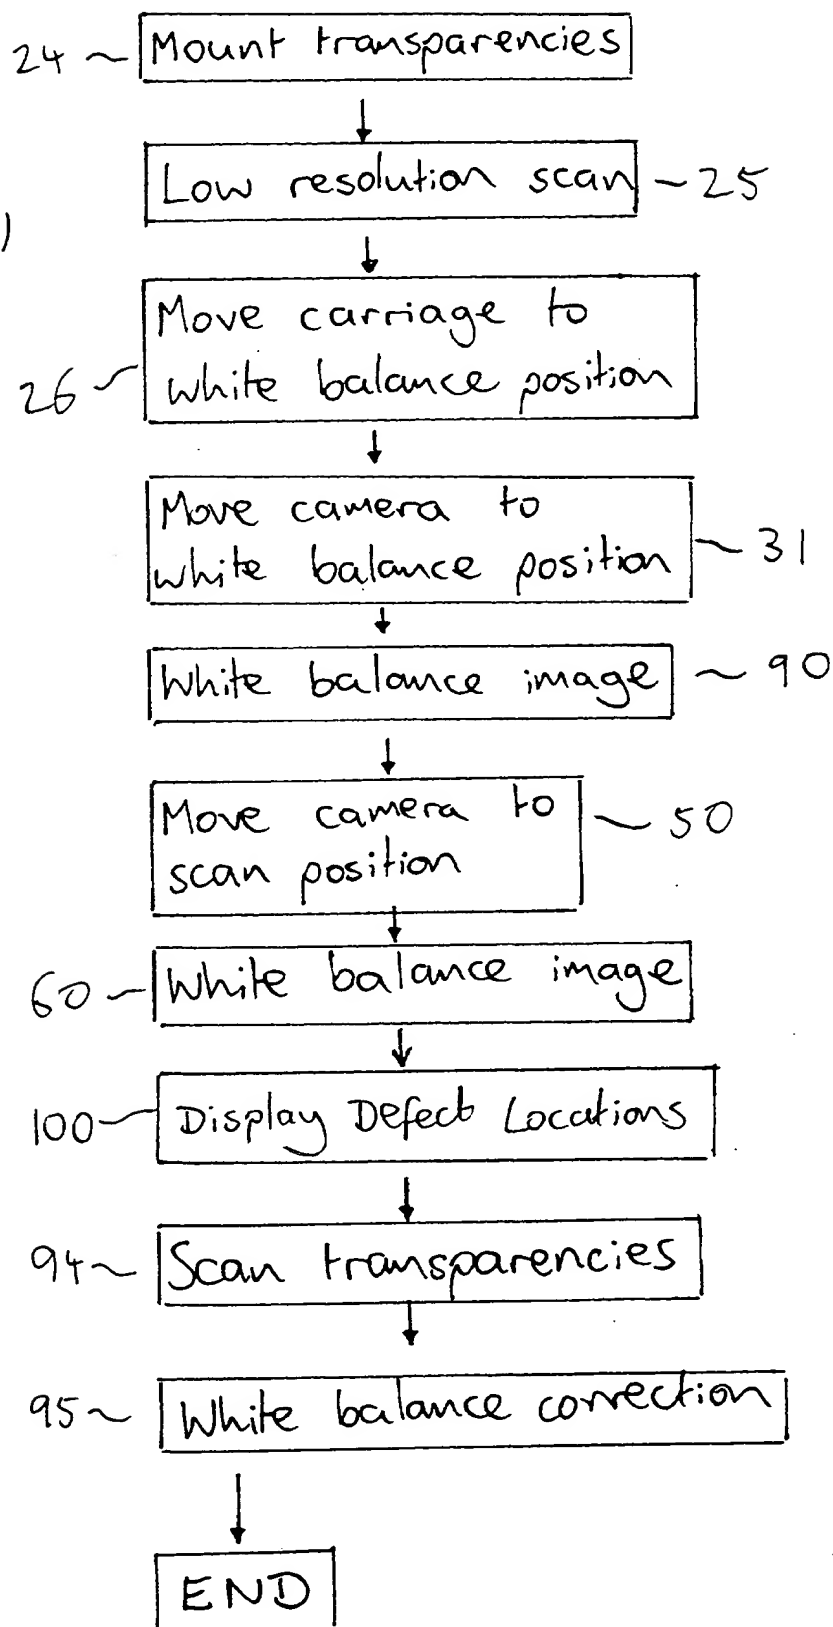 24 Mount transparencies
Low resolution scan 25
)
Move carriage to
26 white balance position
Move camera to
white balance position 31
White balance image 90
Move camera to 50
scan position
60 White balance image
100 Display Defect Locations
94 Scan transparencies
95 White balance correction
END